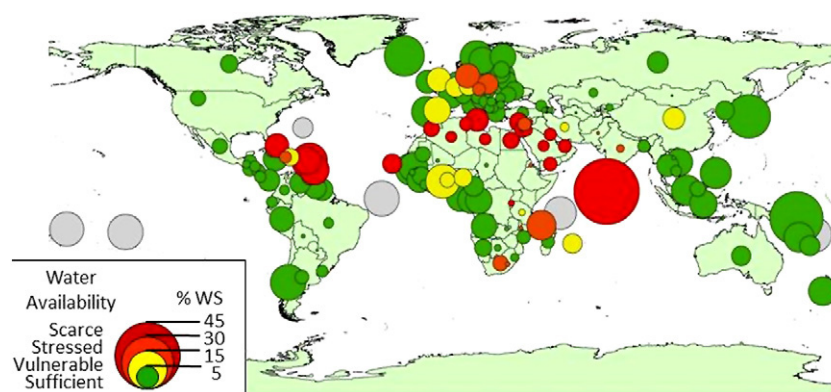 Water
Availability
% WS
Scarce
Stressed
Vulnerable
Sufficient
45
30
15
5